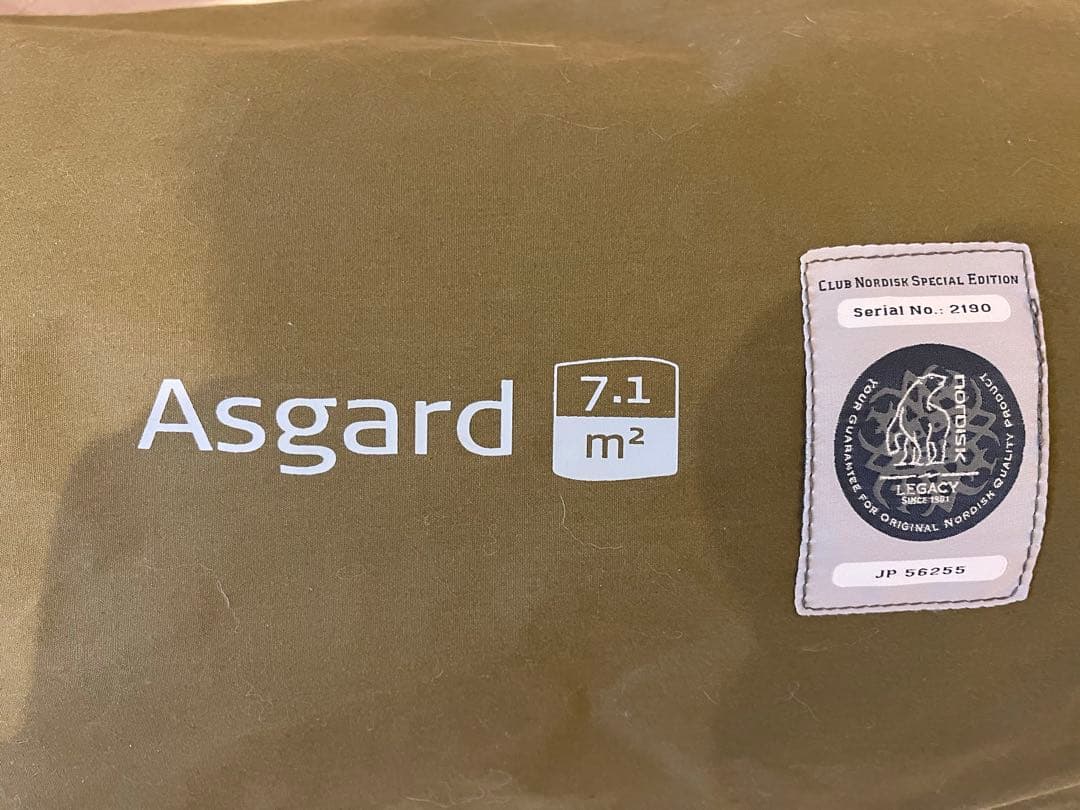 Asgard
7.1
m²
CLUB NORDISK SPECIAL EDITION
Serial No.: 2190
NORDISK
LEGACY
SINCE 1901
YOUR GUARANTEE FOR ORIGINAL NORDISK QUALITY PRODUCT
JP 56255